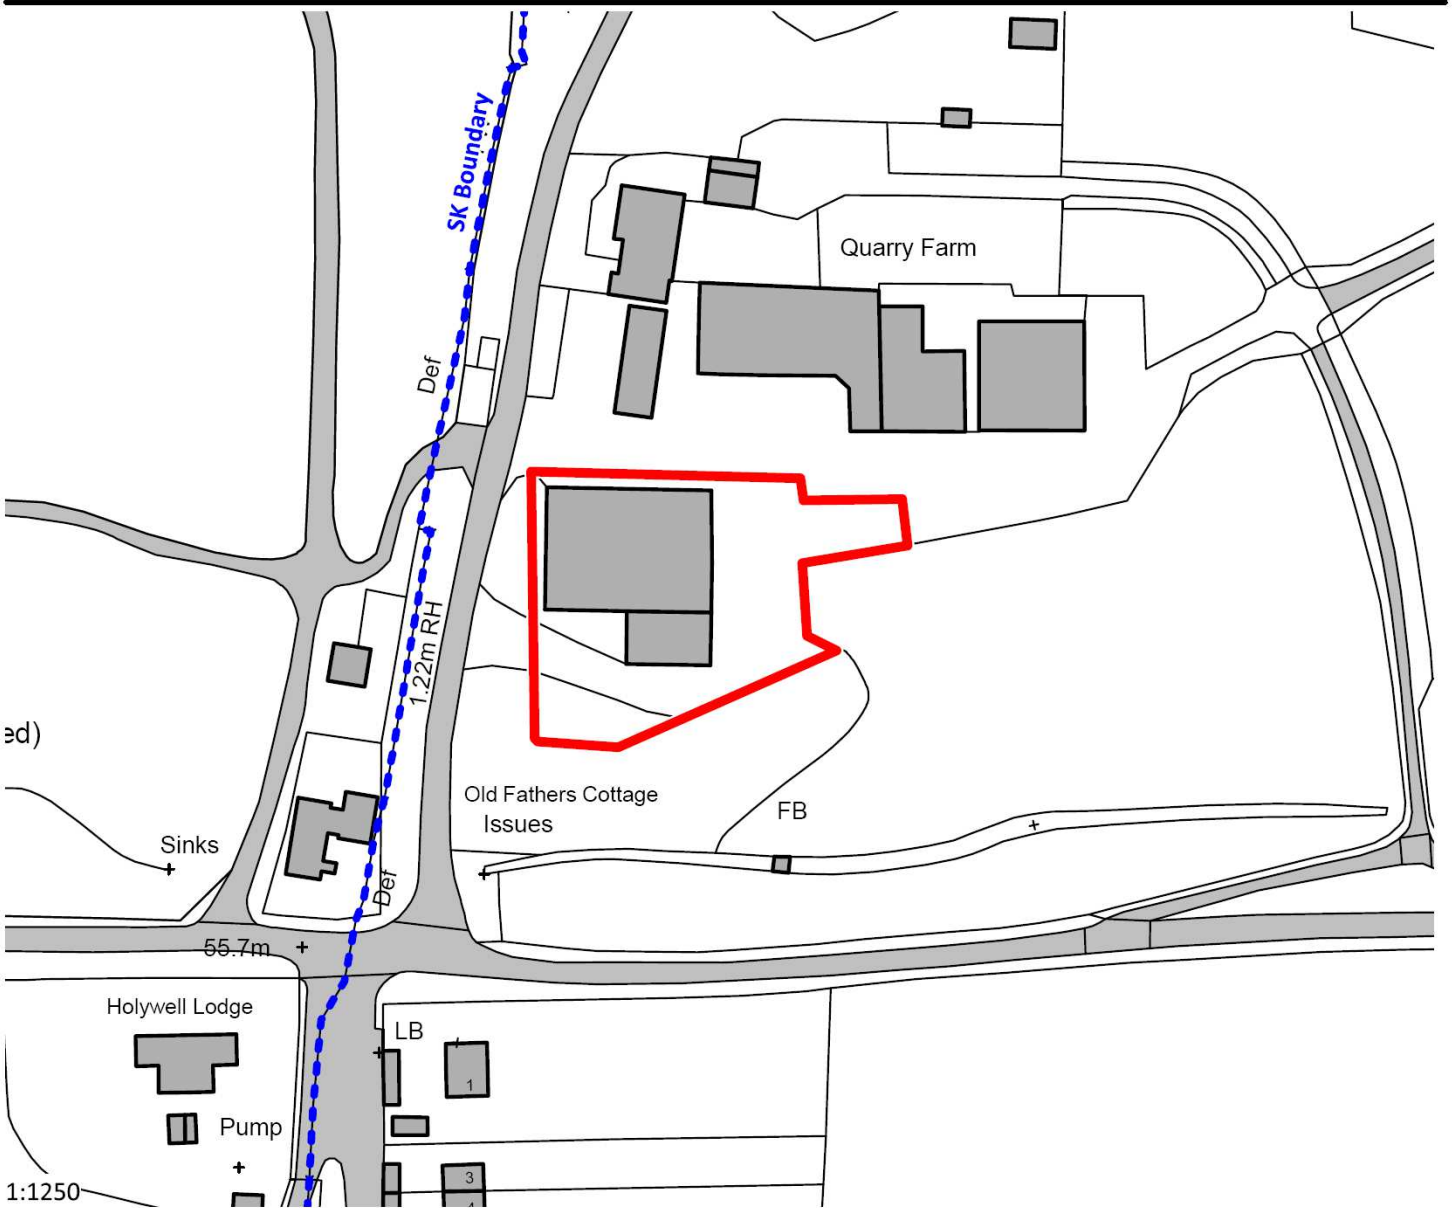 SK Boundary
Quarry Farm
Def
1.22m RH
ed)
Old Fathers Cottage
Issues
FB
Sinks
Def
55.7m
Holywell Lodge
LB
1
Pump
3
4
1:1250